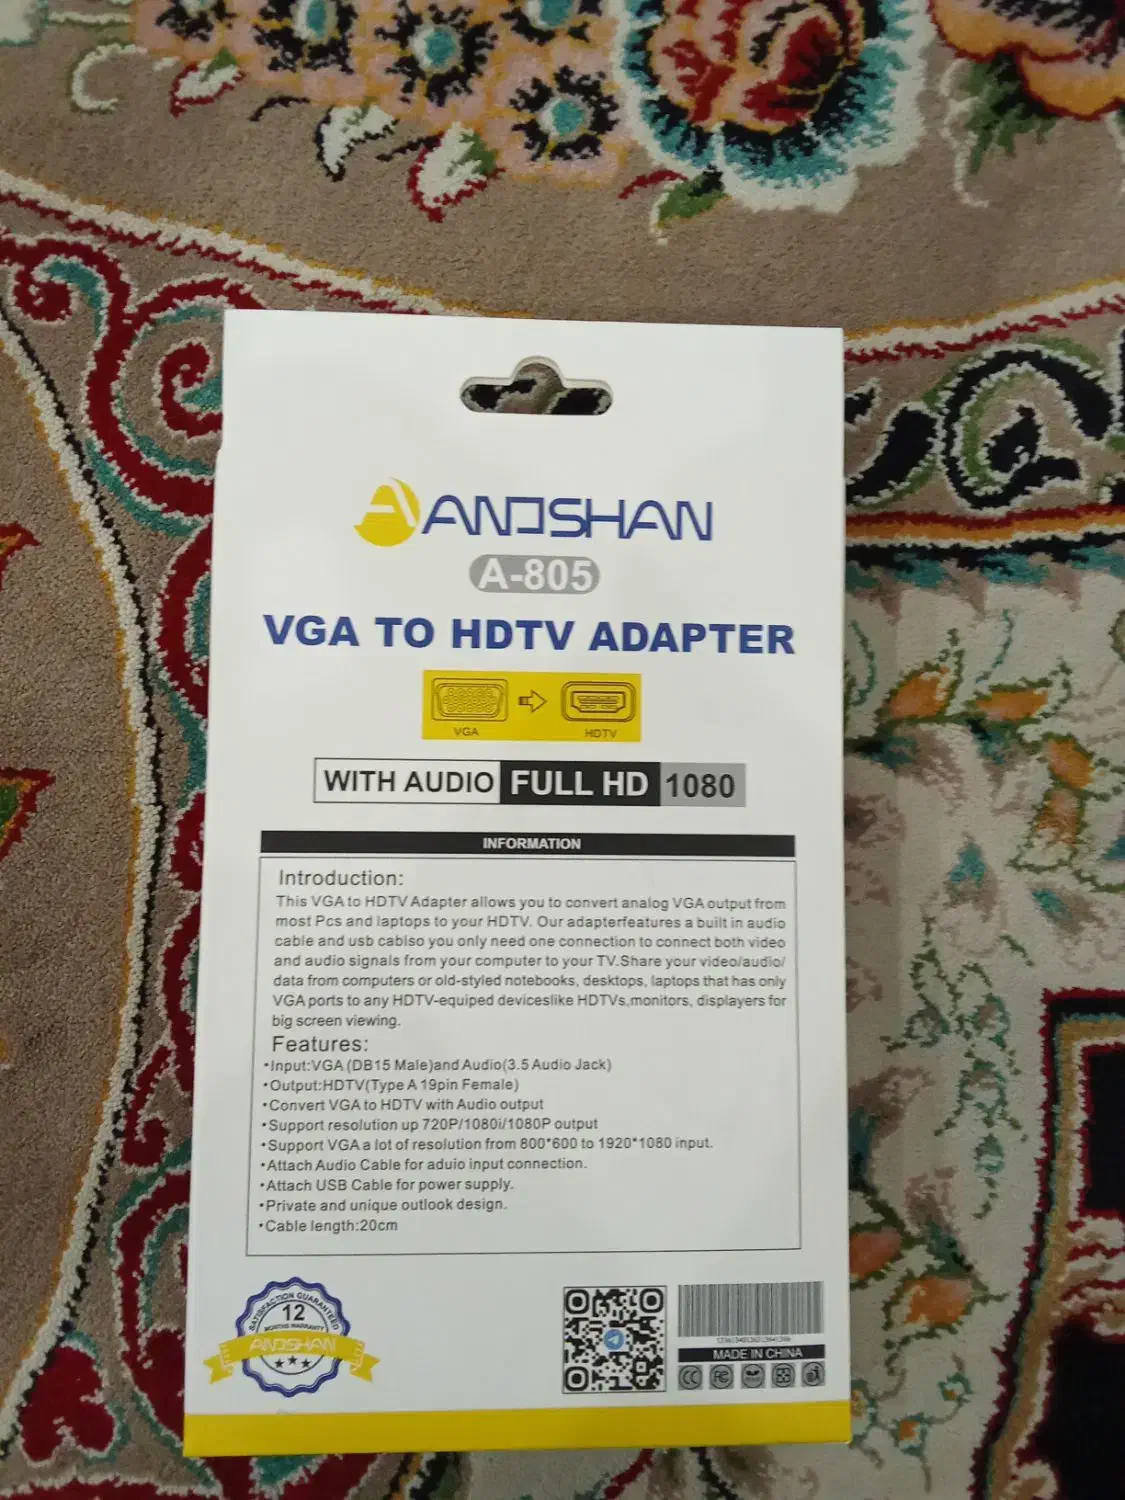 ANDSHAN
A-805
VGA TO HDTV ADAPTER
VGA HDTV
WITH AUDIO FULL HD 1080
INFORMATION
Introduction:
This VGA to HDTV Adapter allows you to convert analog VGA output from
most Pcs and laptops to your HDTV. Our adapterfeatures a built in audio
cable and usb cablso you only need one connection to connect both video
and audio signals from your computer to your TV.Share your video/audio/
data from computers or old-styled notebooks, desktops, laptops that has only
VGA ports to any HDTV-equiped deviceslike HDTVs,monitors, displayers for
big screen viewing.
Features:
•Input:VGA (DB15 Male)and Audio(3.5 Audio Jack)
•Output:HDTV(Type A 19pin Female)
•Convert VGA to HDTV with Audio output
•Support resolution up 720P/1080i/1080P output
•Support VGA a lot of resolution from 800*600 to 1920*1080 input.
•Attach Audio Cable for aduio input connection.
•Attach USB Cable for power supply.
•Private and unique outlook design.
•Cable length:20cm
SATISFACTION GUARANTEED
12
MONTHS WARRANTY
ANDSHAN
MADE IN CHINA